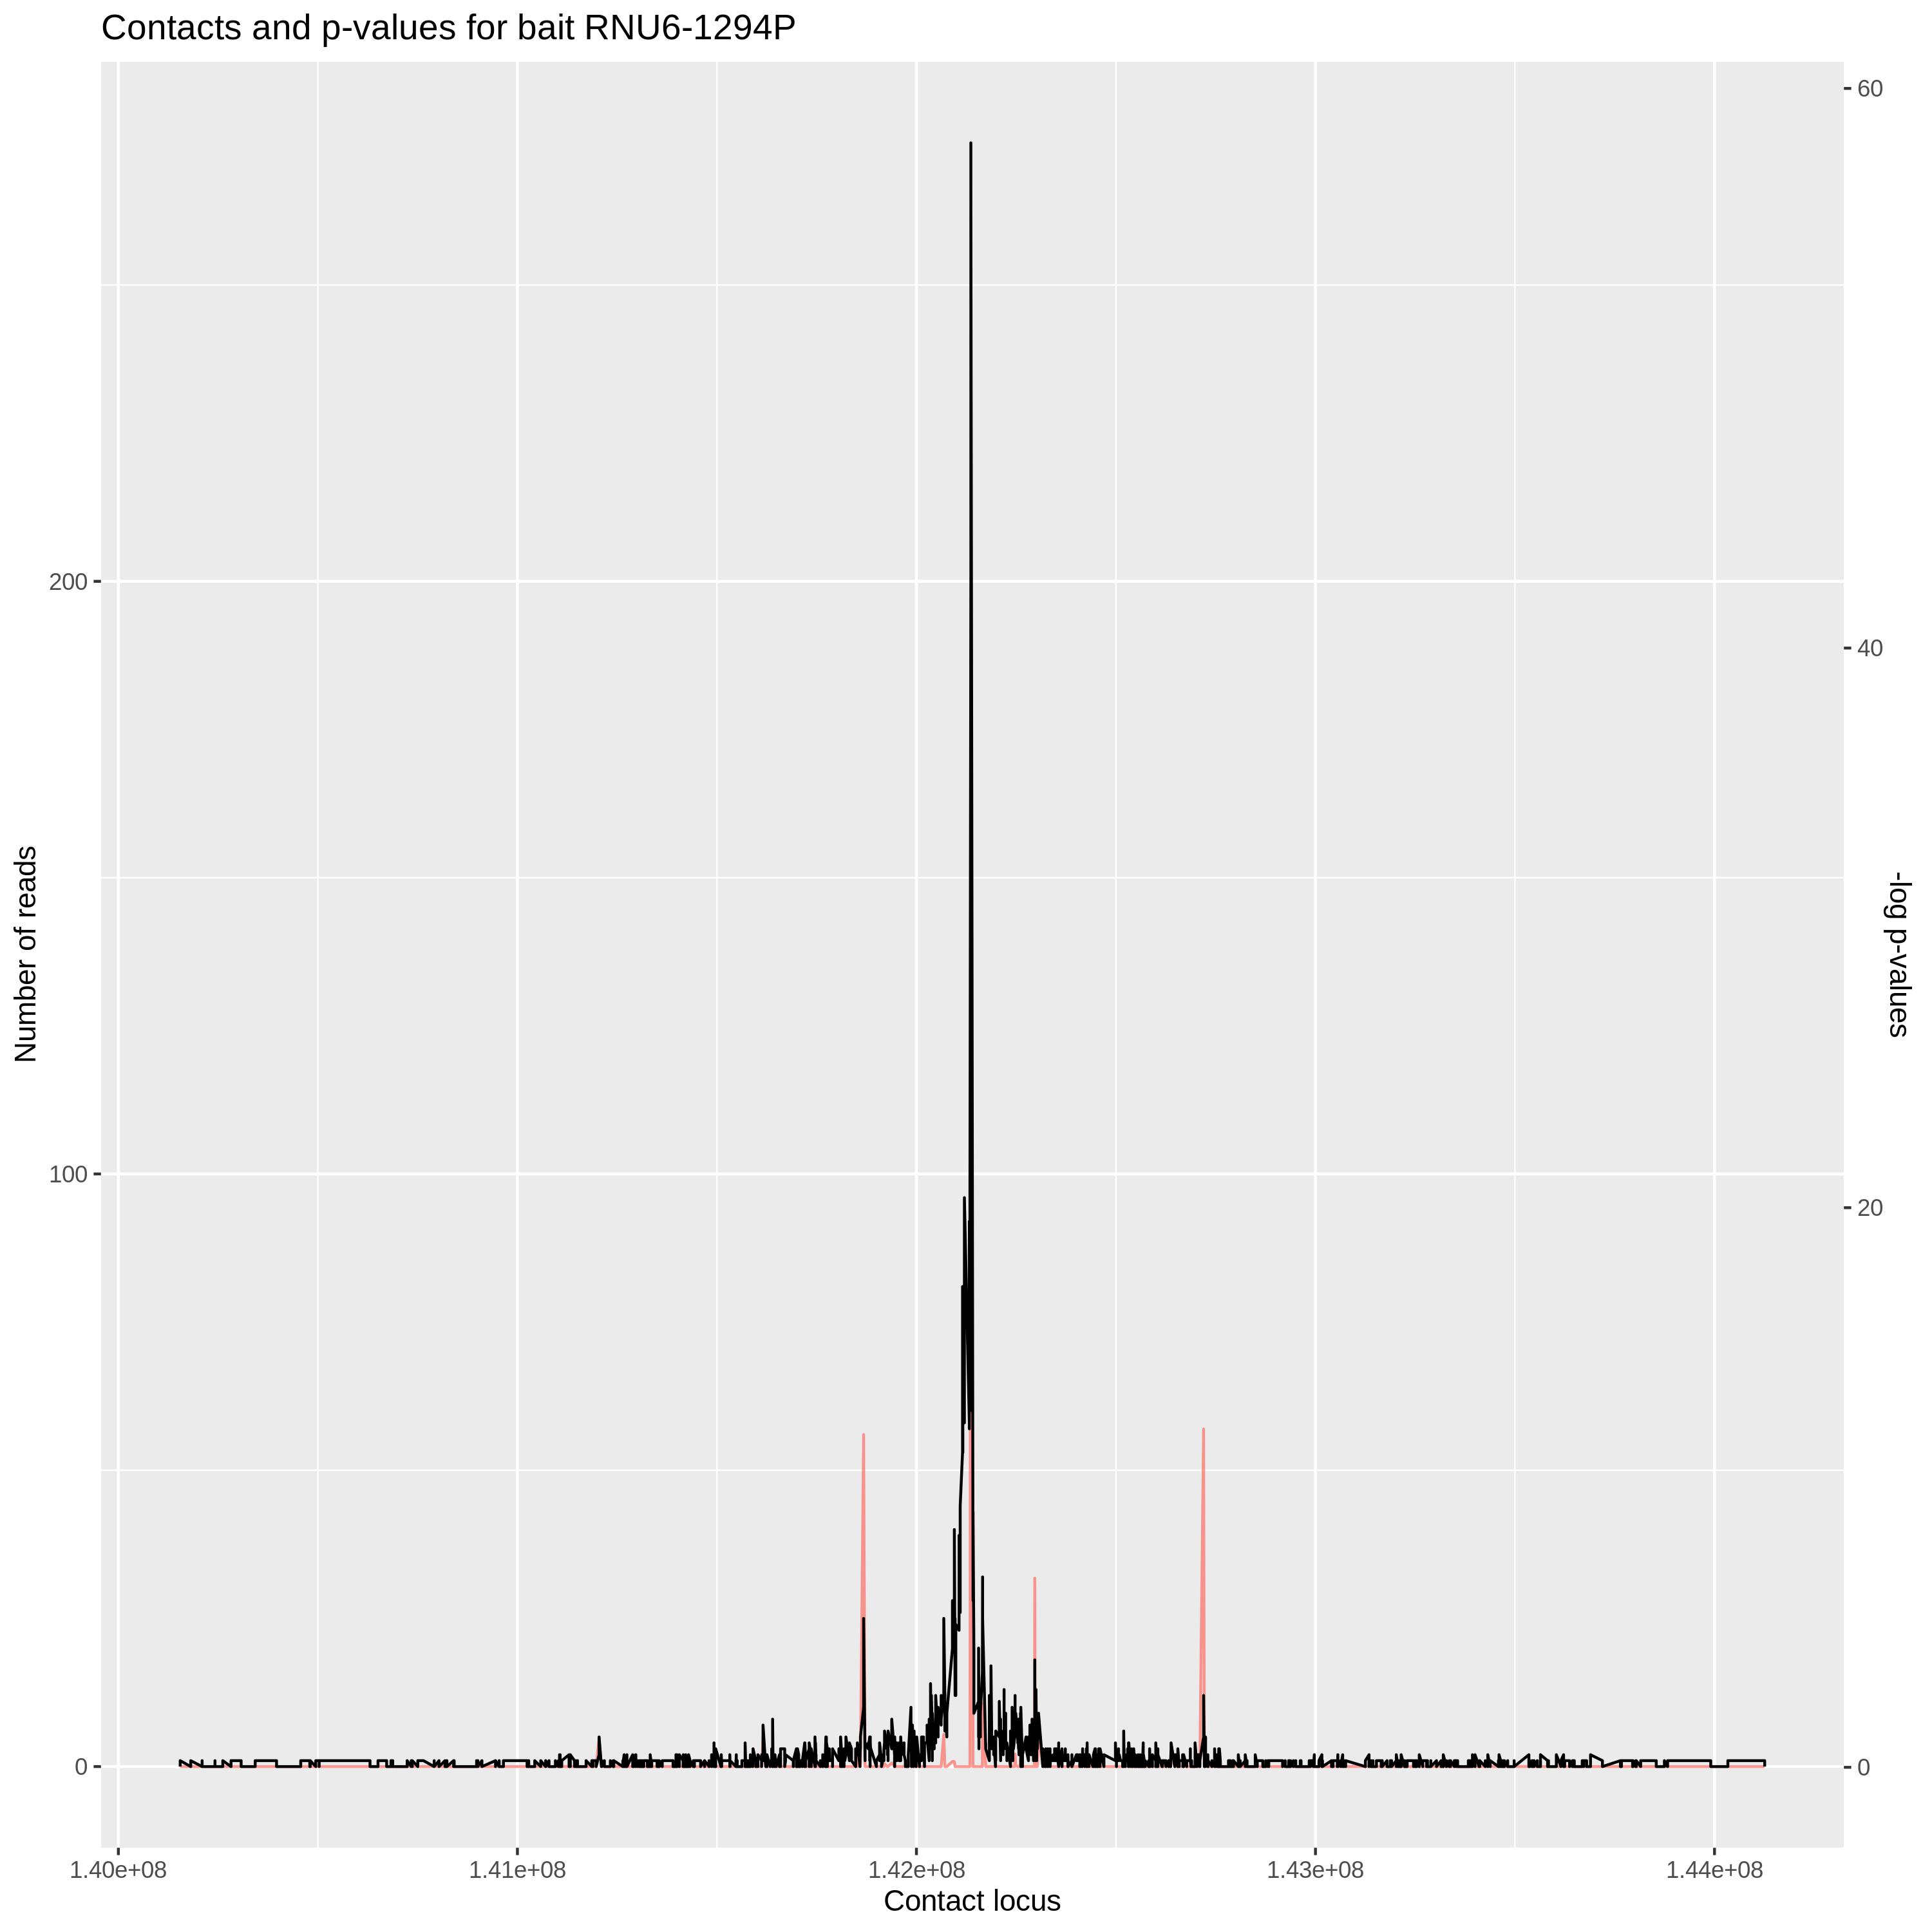 Contacts and p-values for bait RNU6-1294P
Number of reads
200
100
0
60
40
20
0
-log p-values
1.40e+08
1.41e+08
1.42e+08
1.43e+08
1.44e+08
Contact locus